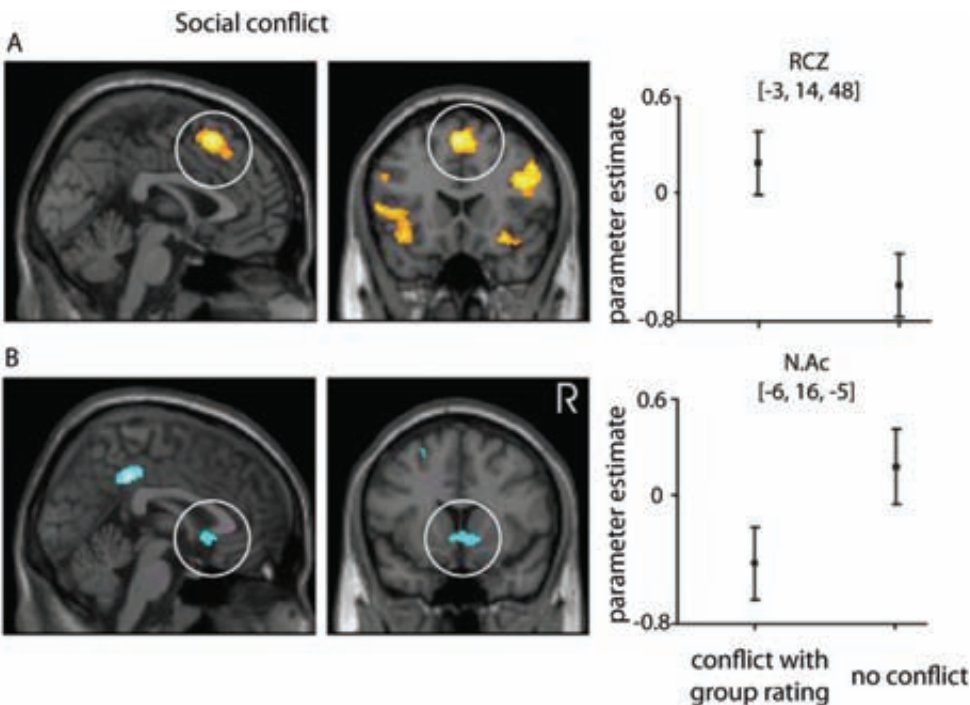 Social conflict
A
RCZ
[-3, 14, 48]
0.6
0
-0.8
parameter estimate
B
R
N.Ac
[-6, 16, -5]
0.6
0
-0.8
parameter estimate
conflict with
group rating
no conflict